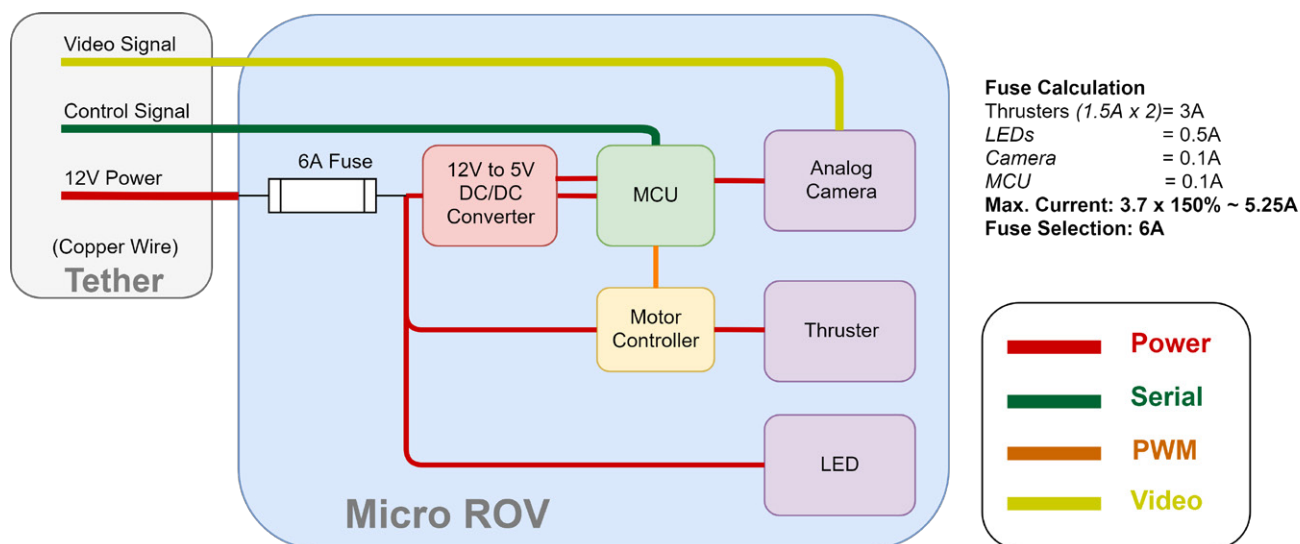 Video Signal
Control Signal
12V Power
(Copper Wire)
Tether
6A Fuse
12V to 5V
DC/DC
Converter
MCU
Analog
Camera
Motor
Controller
Thruster
LED
Micro ROV
Fuse Calculation
Thrusters (1.5A x 2)= 3A
LEDs = 0.5A
Camera = 0.1A
MCU = 0.1A
Max. Current: 3.7 x 150% ~ 5.25A
Fuse Selection: 6A
Power
Serial
PWM
Video